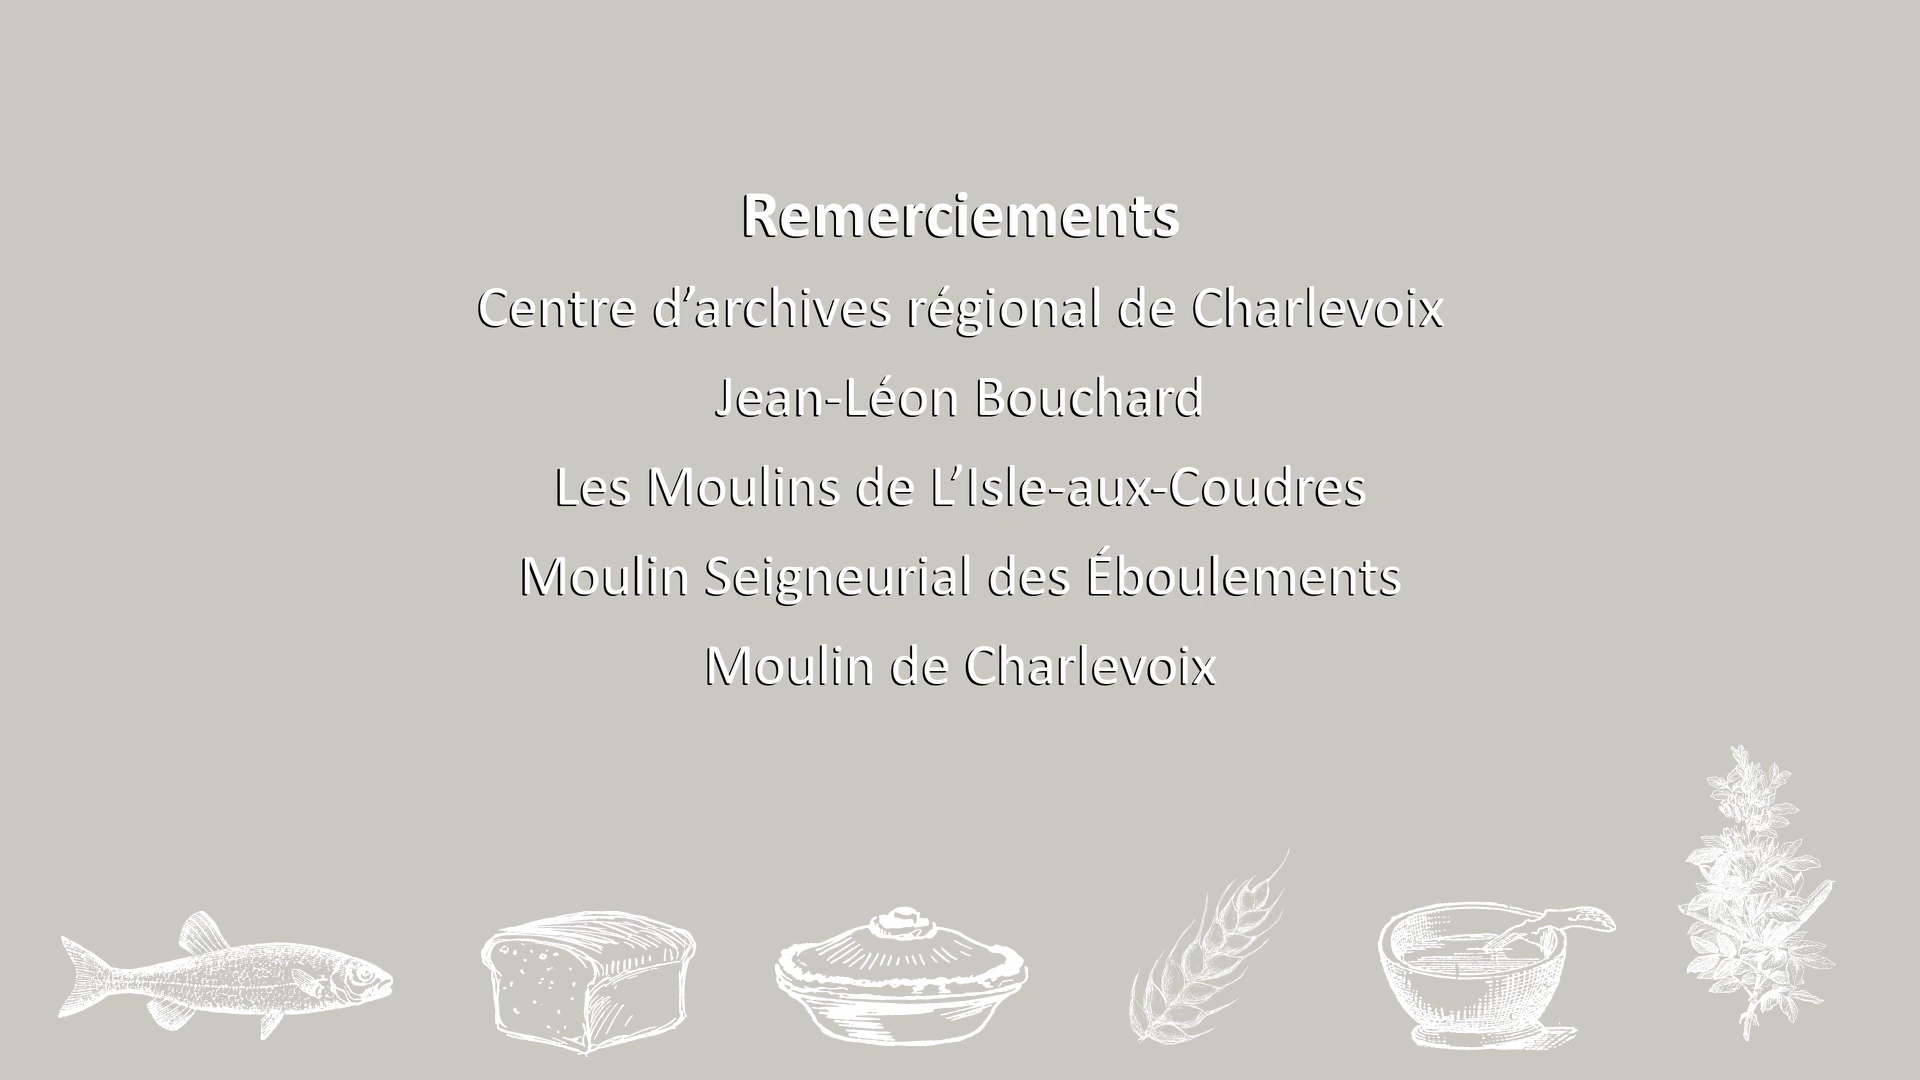 Remerciements
Centre d’archives régional de Charlevoix
Jean-Léon Bouchard
Les Moulins de L’Isle-aux-Coudres
Moulin Seigneurial des Éboulements
Moulin de Charlevoix